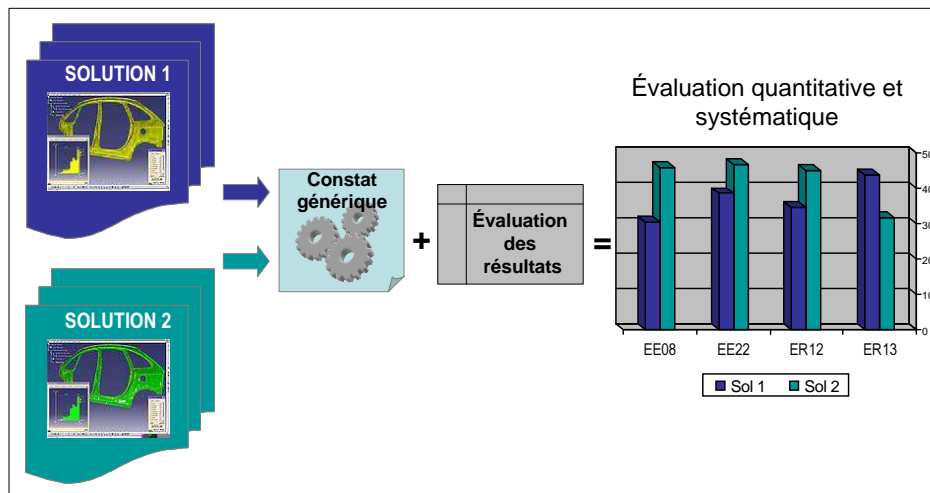 SOLUTION 1
SOLUTION 2
Constat
générique
+
Évaluation
des
résultats
=
Évaluation quantitative et
systématique
50
40
30
20
10
0
EE08
EE22
ER12
ER13
Sol 1
Sol 2